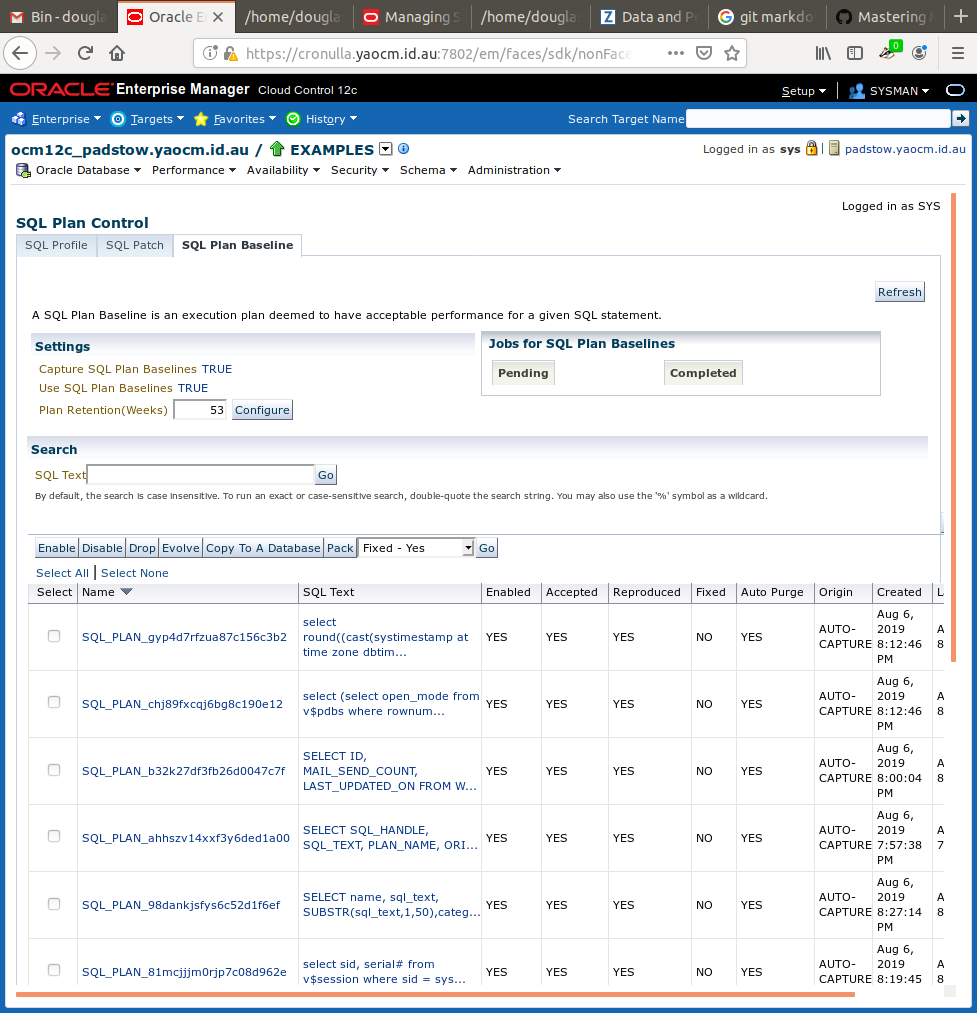 Bin - dougla
Oracle E
/home/dougla
Managing S
/home/douglas
Data and Pe
git markdo
Mastering M
https://cronulla.yaocm.id.au:7802/em/faces/sdk/nonFace
0
ORACLE Enterprise Manager Cloud Control 12c
Setup
SYSMAN
Enterprise
Targets
Favorites
History
Search Target Name
ocm12c_padstow.yaocm.id.au / EXAMPLES
Logged in as sys
padstow.yaocm.id.au
Oracle Database
Performance
Availability
Security
Schema
Administration
Logged in as SYS
SQL Plan Control
SQL Profile
SQL Patch
SQL Plan Baseline
Refresh
A SQL Plan Baseline is an execution plan deemed to have acceptable performance for a given SQL statement.
Settings
Capture SQL Plan Baselines TRUE
Use SQL Plan Baselines TRUE
Plan Retention(Weeks) 53 Configure
Jobs for SQL Plan Baselines
Pending
Completed
Search
SQL Text
Go
By default, the search is case insensitive. To run an exact or case-sensitive search, double-quote the search string. You may also use the '%' symbol as a wildcard.
Enable Disable Drop Evolve Copy To A Database Pack Fixed - Yes Go
Select All | Select None
Select Name SQL Text Enabled Accepted Reproduced Fixed Auto Purge Origin Created
SQL_PLAN_gyp4d7rfzua87c156c3b2
select
round((cast(systimestamp at
time zone dbtim...
YES YES YES NO YES
AUTO-
CAPTURE
Aug 6,
2019
8:12:46
PM
A
8
SQL_PLAN_chj89fxcqj6bg8c190e12
select (select open_mode from
v$pdbs where rownum...
YES YES YES NO YES
AUTO-
CAPTURE
Aug 6,
2019
8:12:46
PM
A
8
SQL_PLAN_b32k27df3fb26d0047c7f
SELECT ID,
MAIL_SEND_COUNT,
LAST_UPDATED_ON FROM W...
YES YES YES NO YES
AUTO-
CAPTURE
Aug 6,
2019
8:00:04
PM
A
8
SQL_PLAN_ahhszv14xxf3y6ded1a00
SELECT SQL_HANDLE,
SQL_TEXT, PLAN_NAME, ORI...
YES YES YES NO YES
AUTO-
CAPTURE
Aug 6,
2019
7:57:38
PM
A
7
SQL_PLAN_98dankjsfys6c52d1f6ef
SELECT name, sql_text,
SUBSTR(sql_text,1,50),categ...
YES YES YES NO YES
AUTO-
CAPTURE
Aug 6,
2019
8:27:14
PM
A
8
SQL_PLAN_81mcjjjm0rjp7c08d962e
select sid, serial# from
v$session where sid = sys...
YES YES YES NO YES
AUTO-
CAPTURE
Aug 6,
2019
8:19:45
A
8